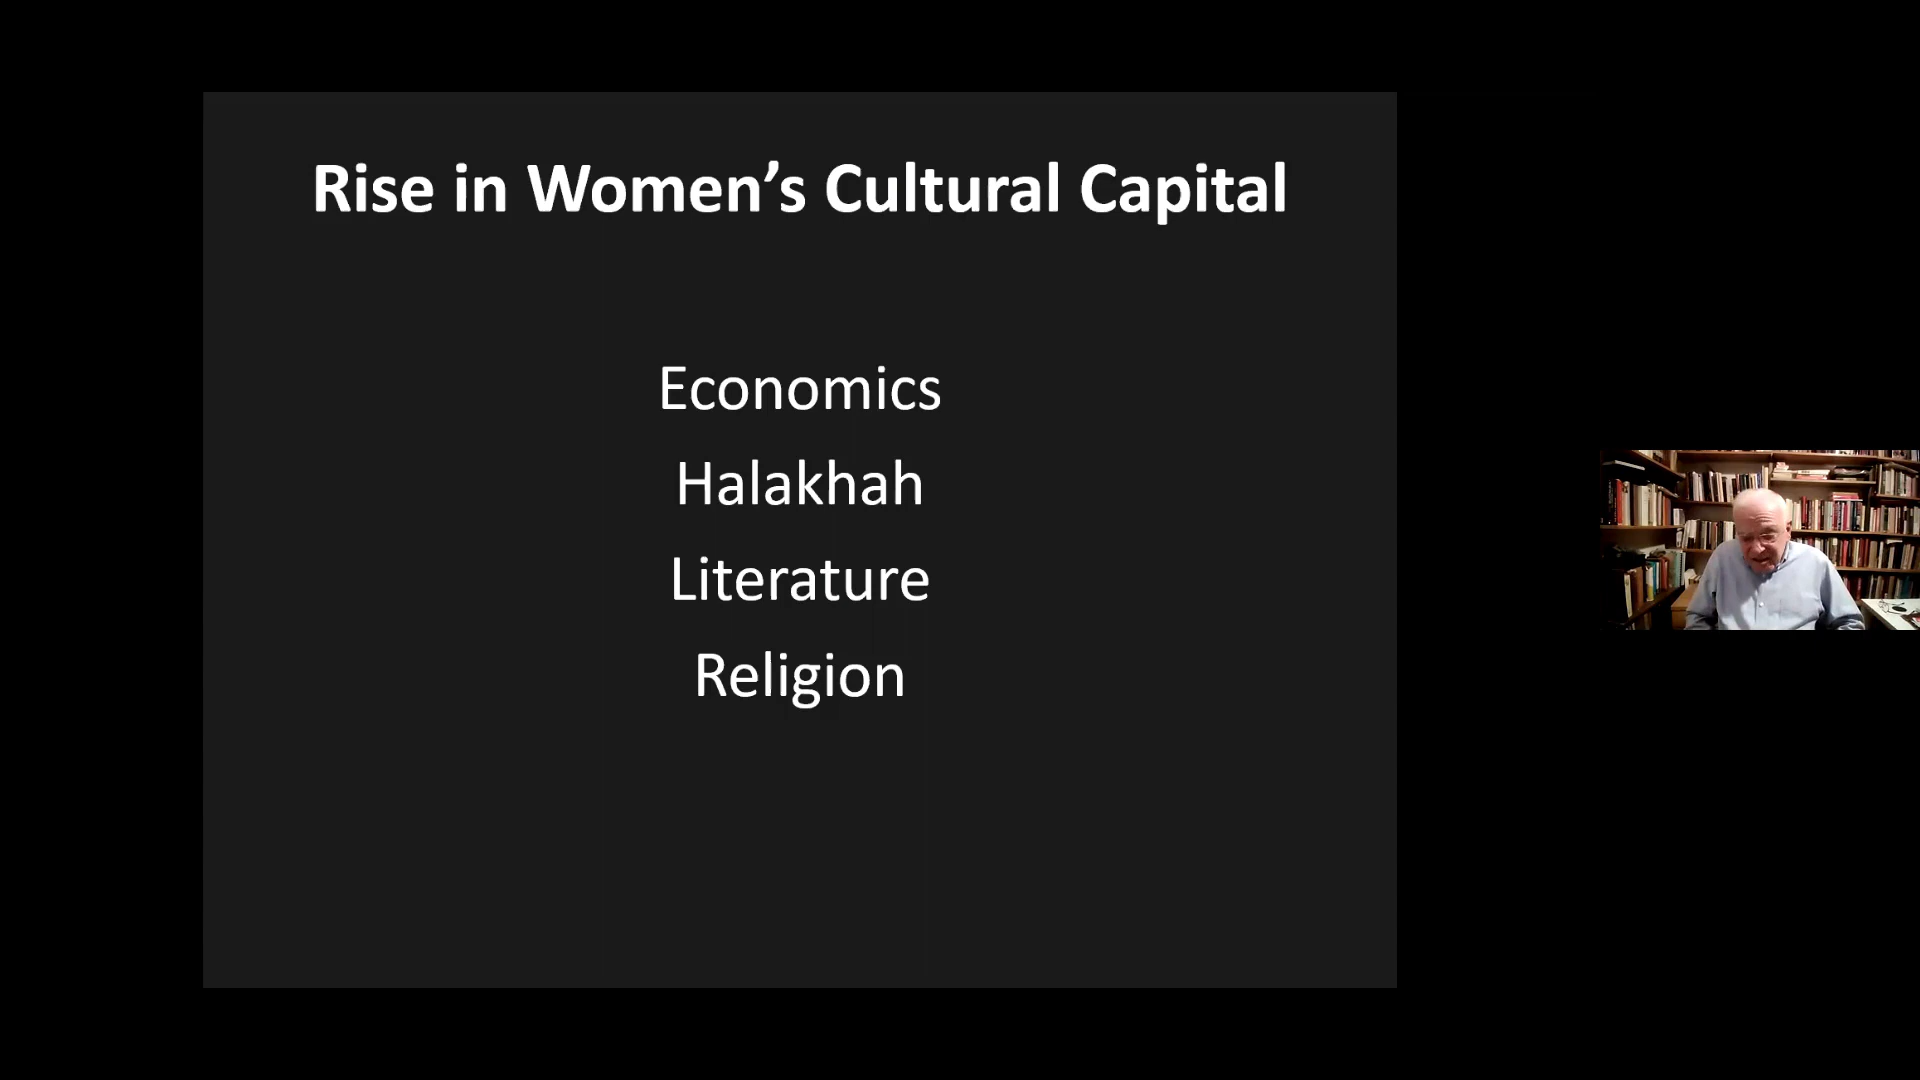 Rise in Women’s Cultural Capital
Economics
Halakhah
Literature
Religion